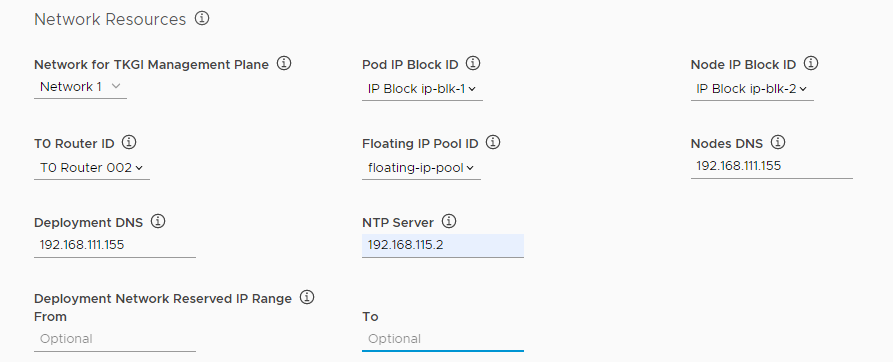 Network Resources
Network for TKGI Management Plane
Network 1
Pod IP Block ID
IP Block ip-blk-1
Node IP Block ID
IP Block ip-blk-2
T0 Router ID
T0 Router 002
Floating IP Pool ID
floating-ip-pool
Nodes DNS
192.168.111.155
Deployment DNS
192.168.111.155
NTP Server
192.168.115.2
Deployment Network Reserved IP Range
From
Optional
To
Optional